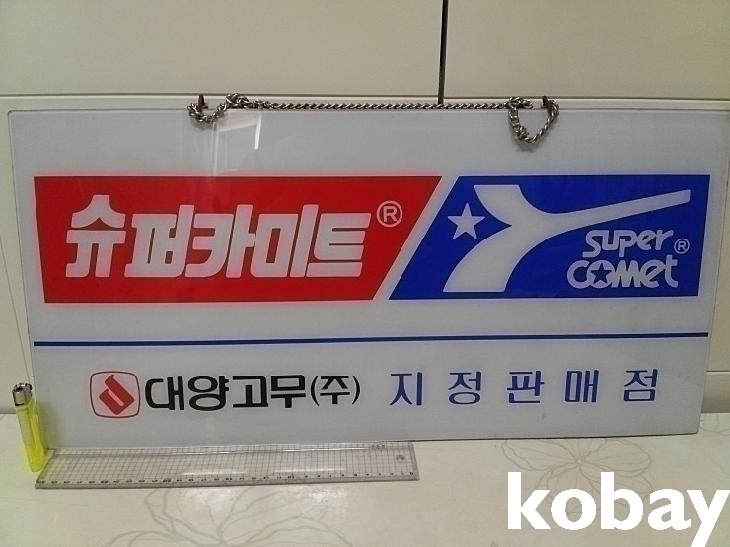 슈퍼카미트®
super comet®
대양고무(주) 지정판매점
kobay